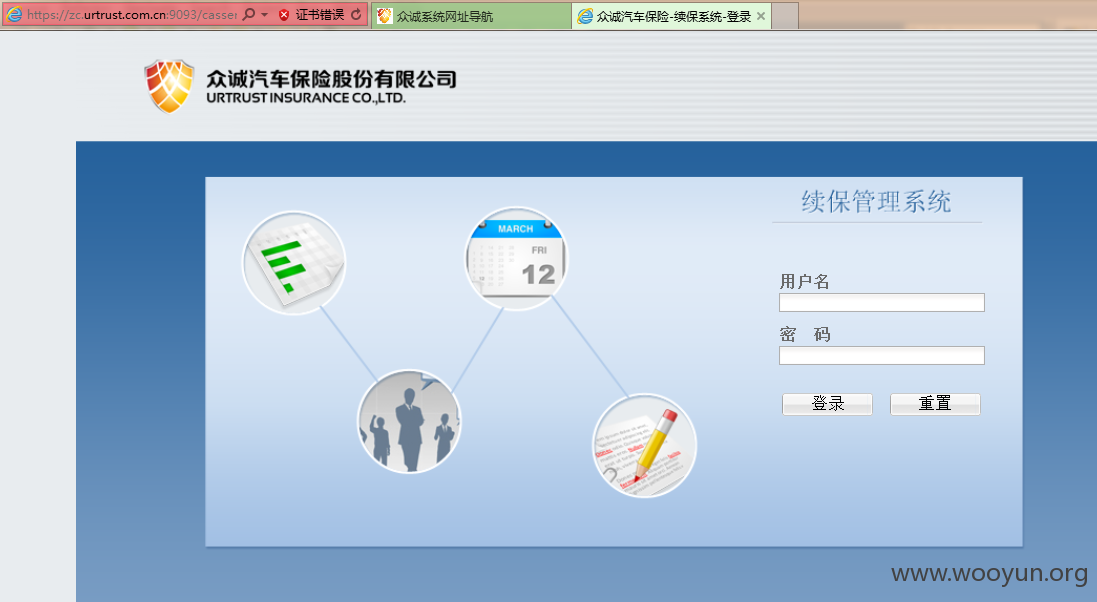 https://zc.urtrust.com.cn:9093/casser
证书错误
众诚系统网址导航
众诚汽车保险-续保系统-登录
众诚汽车保险股份有限公司
URTRUST INSURANCE CO.,LTD.
续保管理系统
MARCH
FRI
12
用户名
密 码
登录
重置
www.wooyun.org